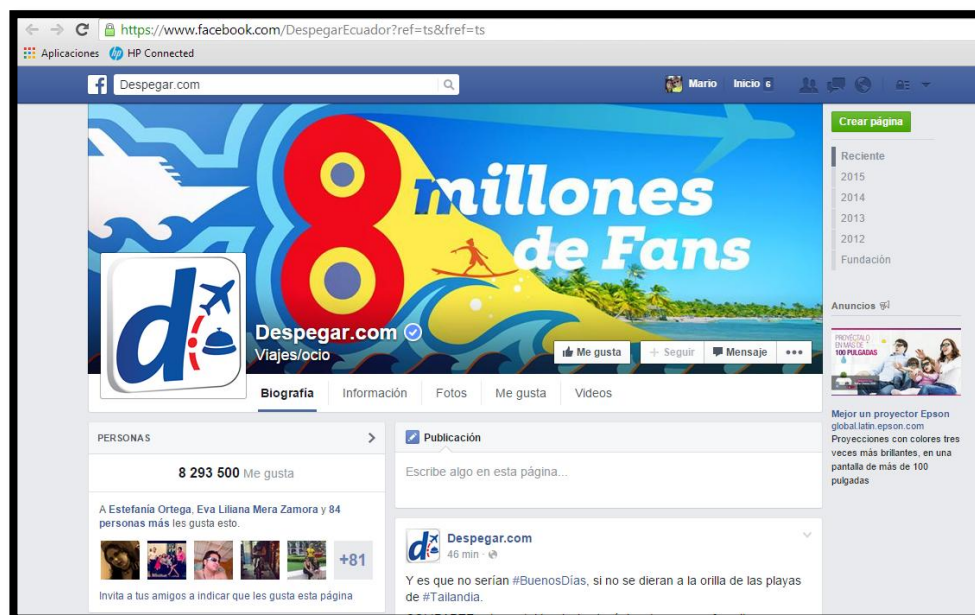 https://www.facebook.com/DespegarEcuador?ref=ts&fref=ts
Aplicaciones HP Connected
Despegar.com
Mario Inicio 6
8 millones
de Fans
Despegar.com
Viajes/ocio
Me gusta + Seguir Mensaje •••
Biografía Información Fotos Me gusta Videos
PERSONAS
8 293 500 Me gusta
A Estefanía Ortega, Eva Liliana Mera Zamora y 84
personas más les gusta esto.
+81
Invita a tus amigos a indicar que les gusta esta página
Publicación
Escribe algo en esta página...
Despegar.com
46 min
Y es que no serían #BuenosDías, si no se dieran a la orilla de las playas
de #Tailandia.
Crear página
Reciente
2015
2014
2013
2012
Fundación
Anuncios
PROYÉCTALO
EN MÁS DE
100 PULGADAS
Mejor un proyector Epson
global.latin.epson.com
Proyecciones con colores tres
veces más brillantes, en una
pantalla de más de 100
pulgadas